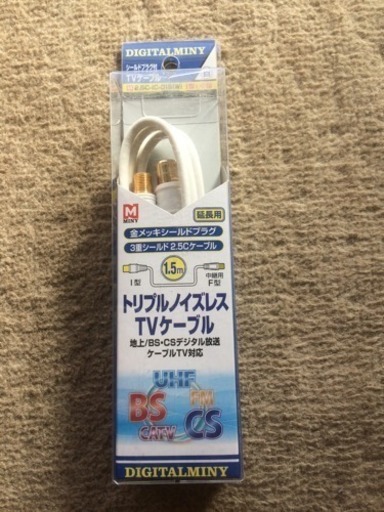 DIGITALMINY
シールドプラグ付
TVケーブル
M
MINY
延長用
金メッキシールドプラグ
3重シールド2.5Cケーブル
1.5m
I型
中継用
F型
トリプルノイズレス
TVケーブル
地上/BS・CSデジタル放送
ケーブルTV対応
UHF
BS
FM
CATV
CS
DIGITALMINY